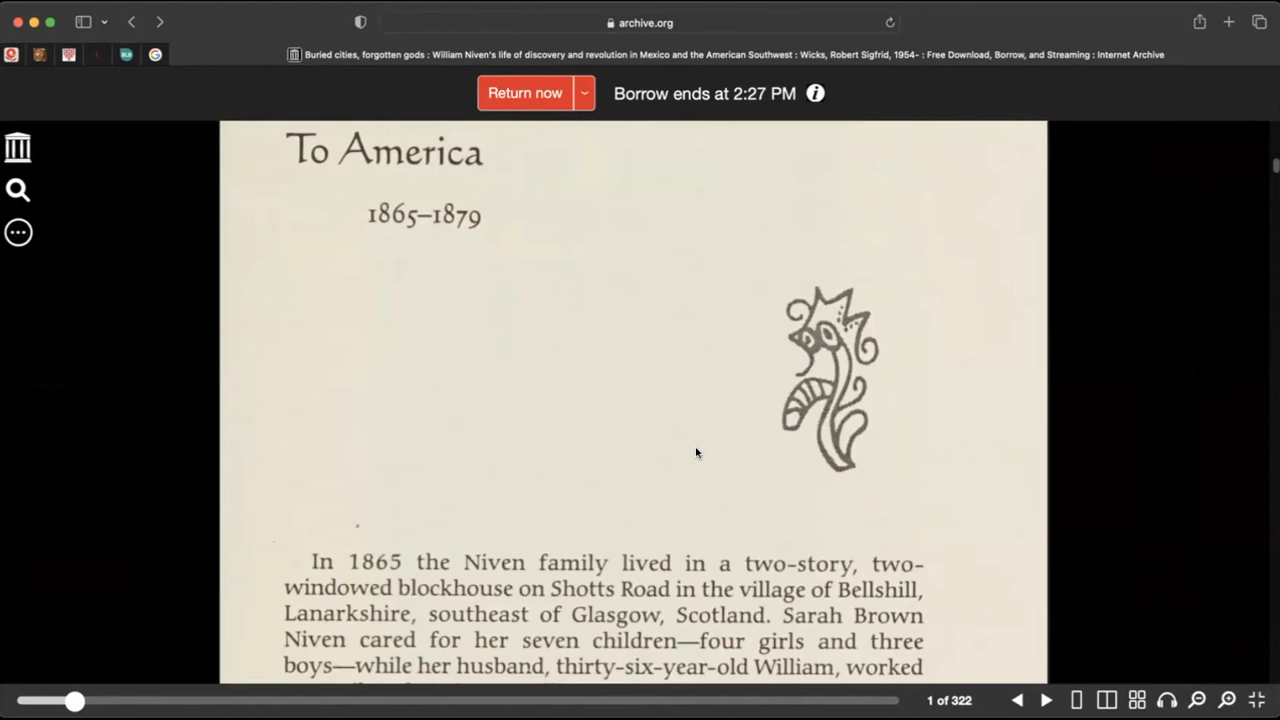 archive.org
Buried cities, forgotten gods : William Niven's life of discovery and revolution in Mexico and the American Southwest : Wicks, Robert Sigfrid, 1954- : Free Download, Borrow, and Streaming : Internet Archive
Return now
Borrow ends at 2:27 PM
To America
1865–1879
In 1865 the Niven family lived in a two-story, two-
windowed blockhouse on Shotts Road in the village of Bellshill,
Lanarkshire, southeast of Glasgow, Scotland. Sarah Brown
Niven cared for her seven children—four girls and three
boys—while her husband, thirty-six-year-old William, worked
1 of 322